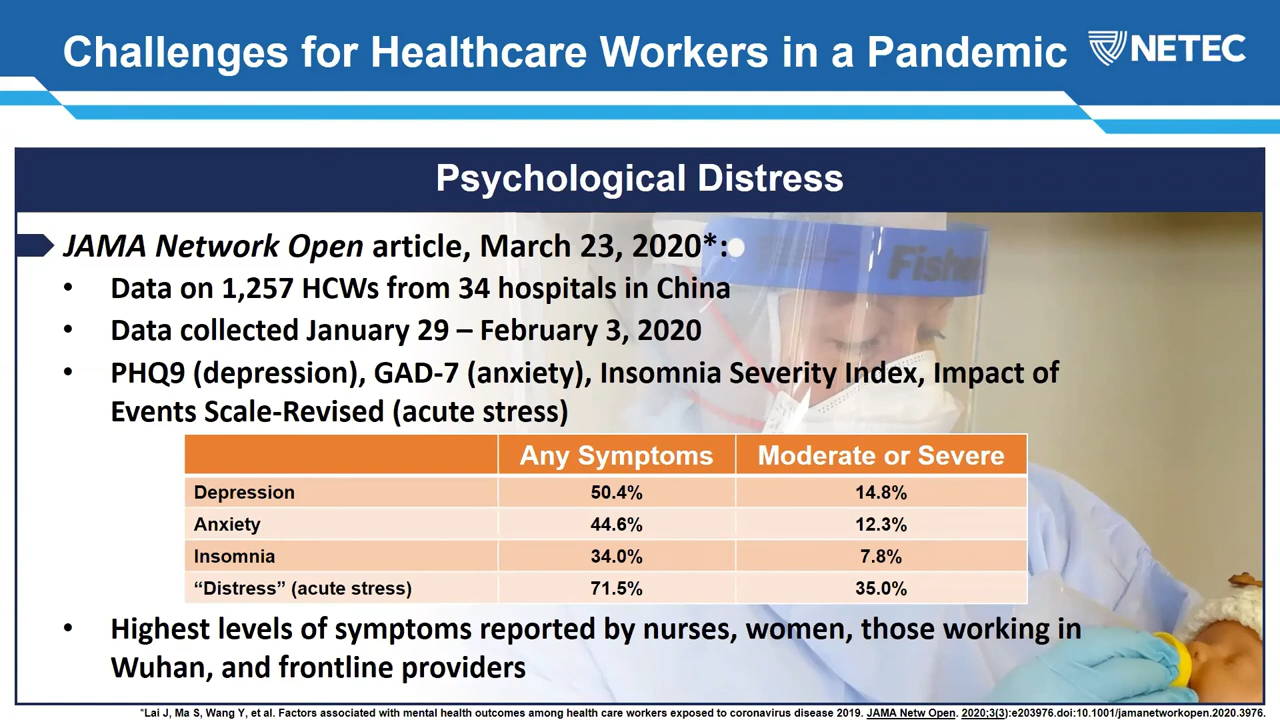 Challenges for Healthcare Workers in a Pandemic
NETEC
Psychological Distress
JAMA Network Open article, March 23, 2020*:
• Data on 1,257 HCWs from 34 hospitals in China
• Data collected January 29 – February 3, 2020
• PHQ9 (depression), GAD-7 (anxiety), Insomnia Severity Index, Impact of
Events Scale-Revised (acute stress)
Any Symptoms Moderate or Severe
Depression 50.4% 14.8%
Anxiety 44.6% 12.3%
Insomnia 34.0% 7.8%
“Distress” (acute stress) 71.5% 35.0%
• Highest levels of symptoms reported by nurses, women, those working in
Wuhan, and frontline providers
*Lai J, Ma S, Wang Y, et al. Factors associated with mental health outcomes among health care workers exposed to coronavirus disease 2019. JAMA Netw Open. 2020;3(3):e203976.doi:10.1001/jamanetworkopen.2020.3976.